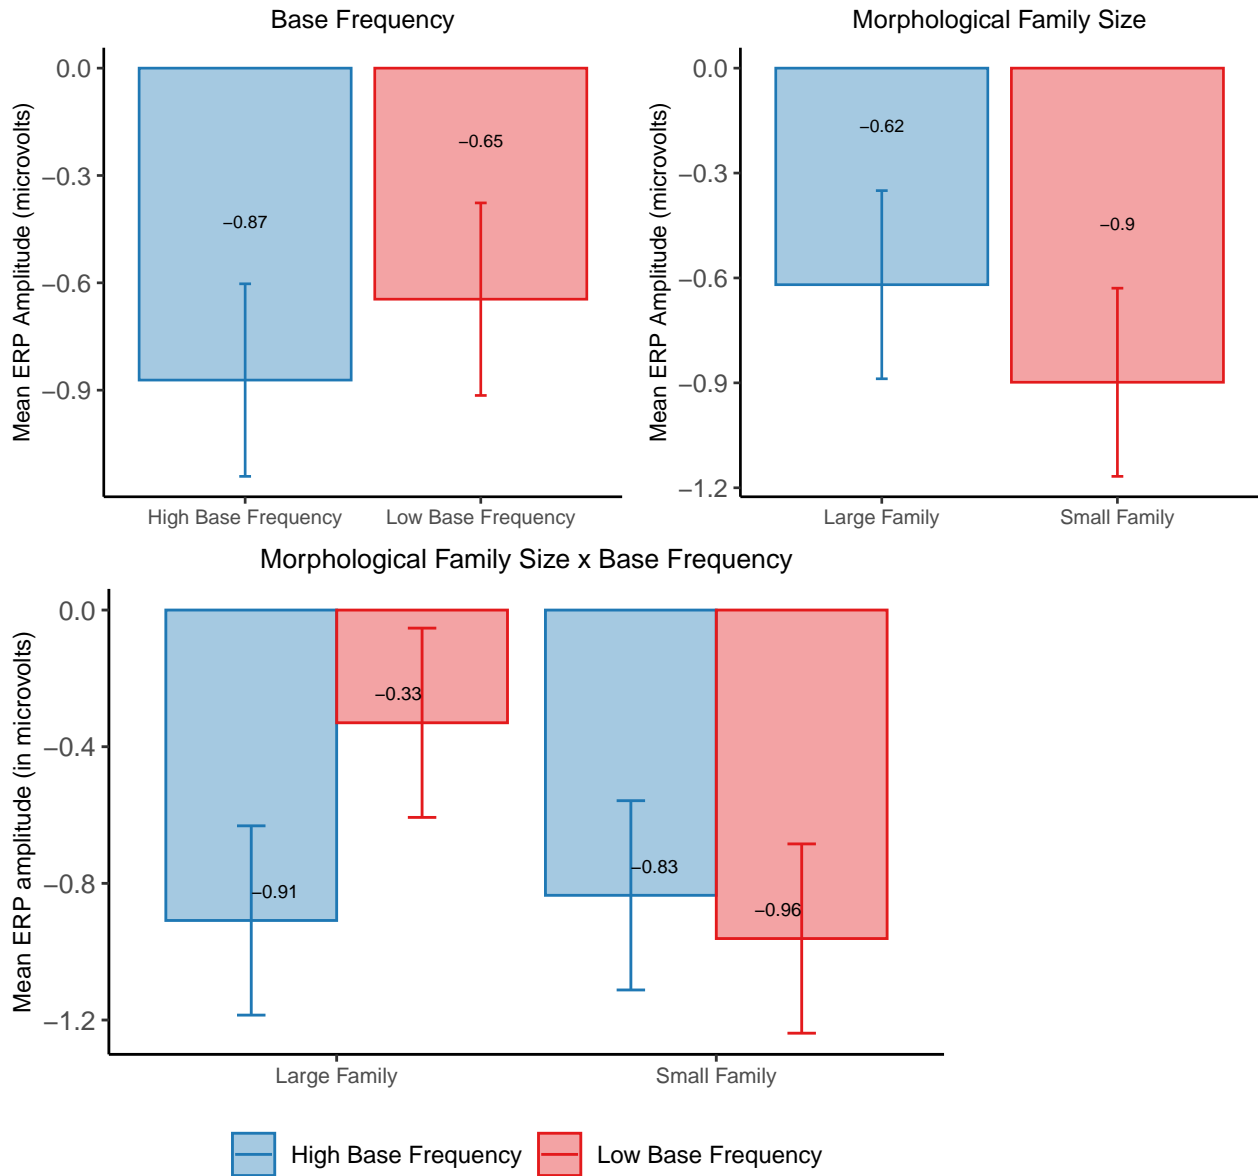 Base Frequency
Mean ERP Amplitude (microvolts)
0.0
−0.3
−0.6
−0.9
−0.87
−0.65
High Base Frequency
Low Base Frequency
Morphological Family Size
Mean ERP Amplitude (microvolts)
0.0
−0.3
−0.6
−0.9
−1.2
−0.62
−0.9
Large Family
Small Family
Morphological Family Size x Base Frequency
Mean ERP amplitude (in microvolts)
0.0
−0.4
−0.8
−1.2
−0.91
−0.33
−0.83
−0.96
Large Family
Small Family
High Base Frequency
Low Base Frequency